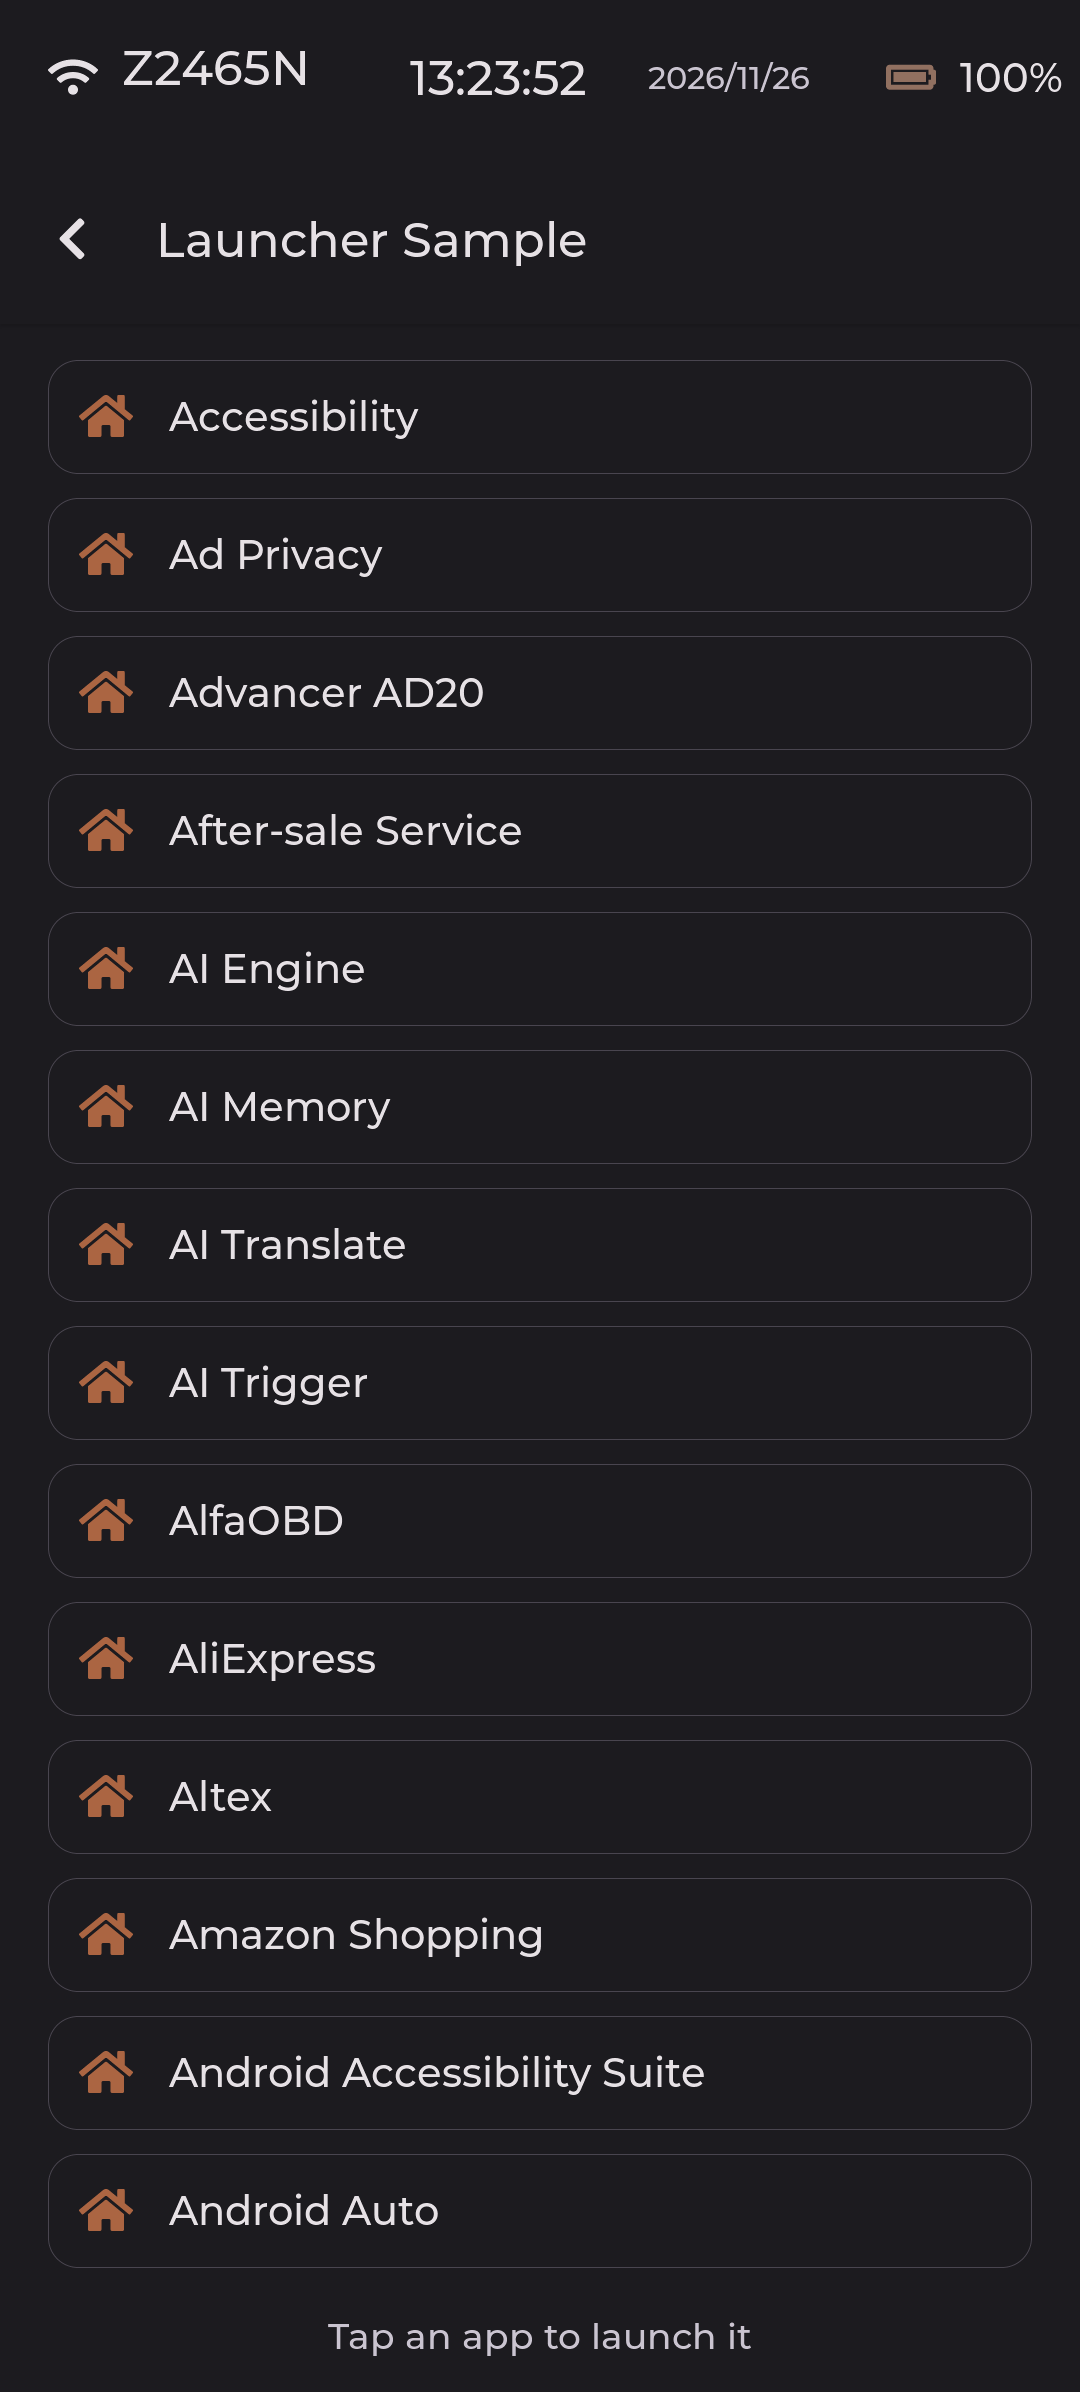 Z2465N 13:23:52 2026/11/26 100%
Launcher Sample
Accessibility
Ad Privacy
Advancer AD20
After-sale Service
AI Engine
AI Memory
AI Translate
AI Trigger
AlfaOBD
AliExpress
Altex
Amazon Shopping
Android Accessibility Suite
Android Auto
Tap an app to launch it